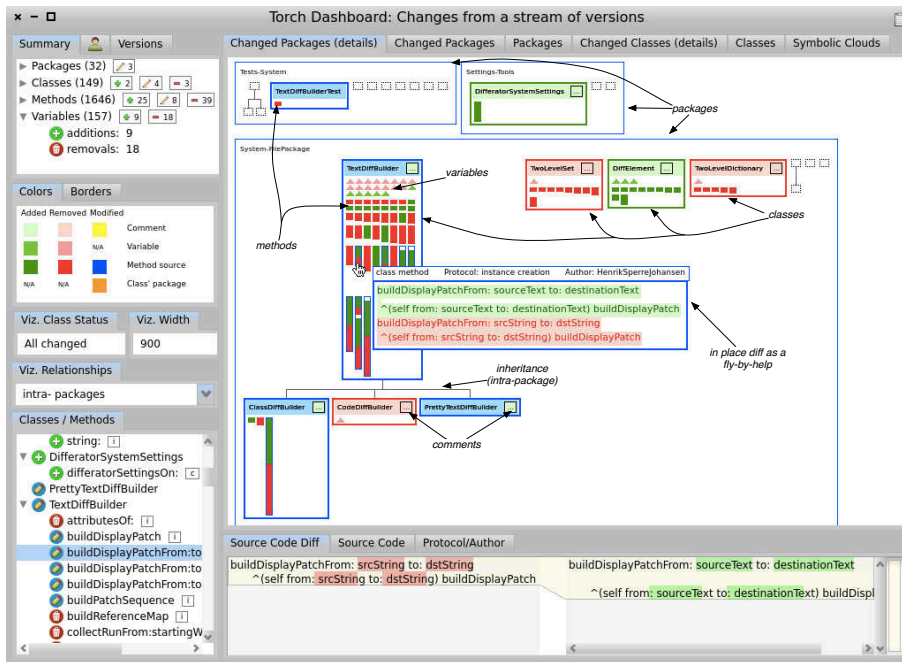 Torch Dashboard: Changes from a stream of versions
Summary Versions
Packages (32) 3
Classes (149) 2 4 3
Methods (1646) 25 8 39
Variables (157) 9 18
additions: 9
removals: 18
Colors Borders
Added Removed Modified
Comment
N/A Variable
Method source
N/A N/A Class' package
Viz. Class Status Viz. Width
All changed 900
Viz. Relationships
intra- packages
Classes / Methods
string: i
DifferatorSystemSettings
differatorSettingsOn: c
PrettyTextDiffBuilder
TextDiffBuilder
attributesOf: i
buildDisplayPatch i
buildDisplayPatchFrom:to
buildDisplayPatchFrom:to
buildDisplayPatchFrom:to
buildPatchSequence i
buildReferenceMap i
collectRunFrom:startingW
Changed Packages (details) Changed Packages Packages Changed Classes (details) Classes Symbolic Clouds
Tests-System Settings-Tools
TextDiffBuilderTest DifferatorSystemSettings ...
packages
System-FilePackage
TextDiffBuilder ... TwoLevelSet ... DiffElement ... TwoLevelDictionary ...
variables
classes
methods
class method Protocol: instance creation Author: HenrikSperreJohansen
buildDisplayPatchFrom: sourceText to: destinationText
^(self from: sourceText to: destinationText) buildDisplayPatch
buildDisplayPatchFrom: srcString to: dstString
^(self from: srcString to: dstString) buildDisplayPatch
in place diff as a
fly-by-help
inheritance
(intra-package)
ClassDiffBuilder ... CodeDiffBuilder ... PrettyTextDiffBuilder ...
comments
Source Code Diff Source Code Protocol/Author
buildDisplayPatchFrom: srcString to: dstString
^(self from: srcString to: dstString) buildDisplayPatch
buildDisplayPatchFrom: sourceText to: destinationText
^(self from: sourceText to: destinationText) buildDispl